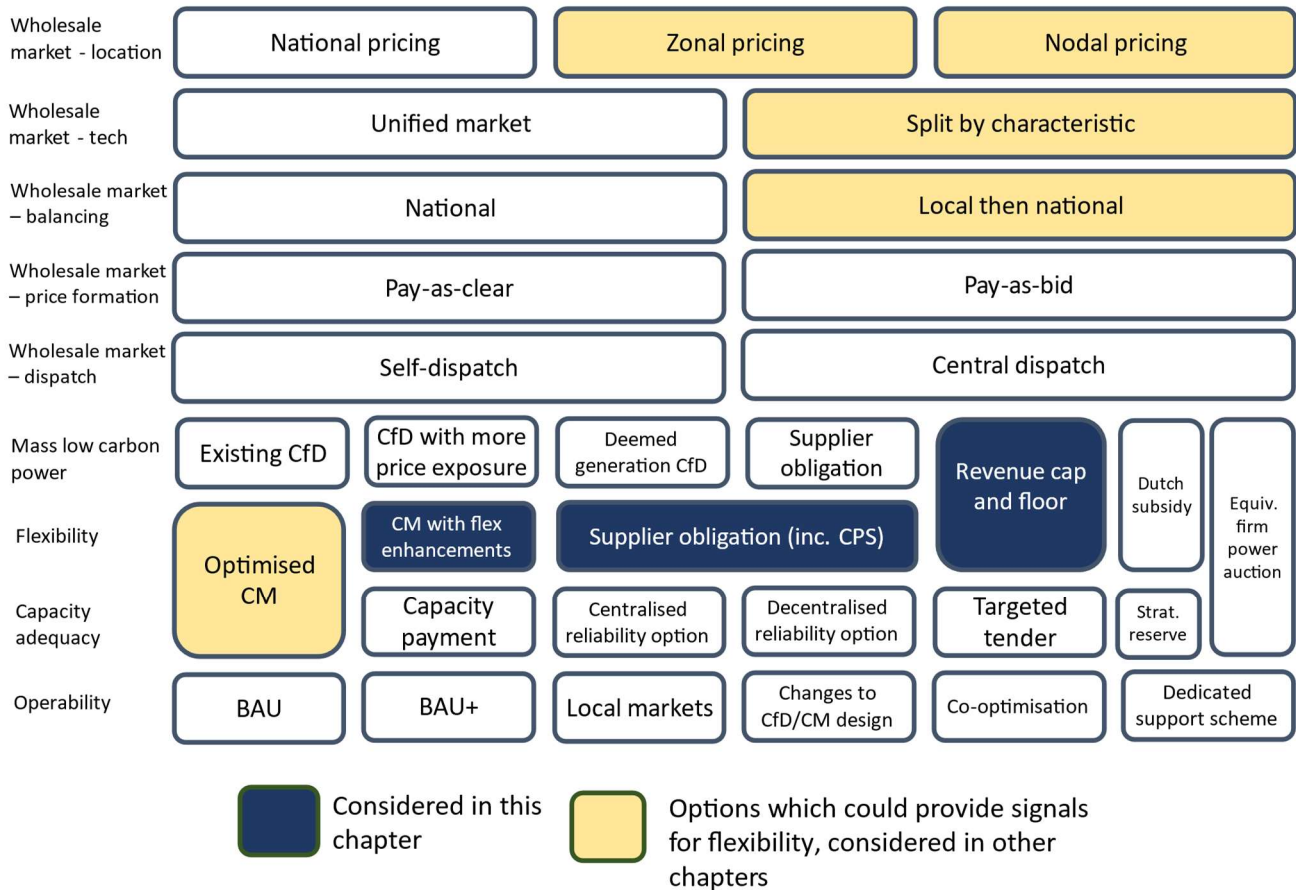 Wholesale
market - location
National pricing
Zonal pricing
Nodal pricing
Wholesale
market - tech
Unified market
Split by characteristic
Wholesale market
– balancing
National
Local then national
Wholesale market
– price formation
Pay-as-clear
Pay-as-bid
Wholesale market
– dispatch
Self-dispatch
Central dispatch
Mass low carbon
power
Existing CfD
CfD with more
price exposure
Deemed
generation CfD
Supplier
obligation
Revenue cap
and floor
Dutch
subsidy
Equiv.
firm
power
auction
Flexibility
Optimised
CM
CM with flex
enhancements
Supplier obligation (inc. CPS)
Capacity
adequacy
Capacity
payment
Centralised
reliability option
Decentralised
reliability option
Targeted
tender
Strat.
reserve
Operability
BAU
BAU+
Local markets
Changes to
CfD/CM design
Co-optimisation
Dedicated
support scheme
Considered in this
chapter
Options which could provide signals
for flexibility, considered in other
chapters